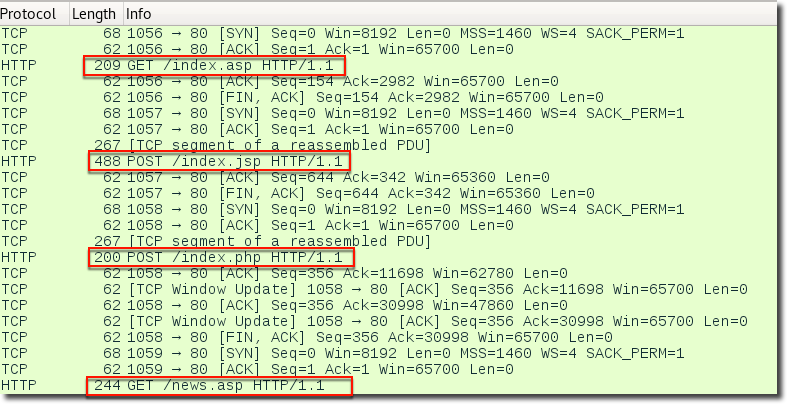 Protocol Length Info
TCP 68 1056 → 80 [SYN] Seq=0 Win=8192 Len=0 MSS=1460 WS=4 SACK_PERM=1
TCP 62 1056 → 80 [ACK] Seq=1 Ack=1 Win=65700 Len=0
HTTP 209 GET /index.asp HTTP/1.1
TCP 62 1056 → 80 [ACK] Seq=154 Ack=2982 Win=65700 Len=0
TCP 62 1056 → 80 [FIN, ACK] Seq=154 Ack=2982 Win=65700 Len=0
TCP 68 1057 → 80 [SYN] Seq=0 Win=8192 Len=0 MSS=1460 WS=4 SACK_PERM=1
TCP 62 1057 → 80 [ACK] Seq=1 Ack=1 Win=65700 Len=0
TCP 267 [TCP segment of a reassembled PDU]
HTTP 488 POST /index.jsp HTTP/1.1
TCP 62 1057 → 80 [ACK] Seq=644 Ack=342 Win=65360 Len=0
TCP 62 1057 → 80 [FIN, ACK] Seq=644 Ack=342 Win=65360 Len=0
TCP 68 1058 → 80 [SYN] Seq=0 Win=8192 Len=0 MSS=1460 WS=4 SACK_PERM=1
TCP 62 1058 → 80 [ACK] Seq=1 Ack=1 Win=65700 Len=0
TCP 267 [TCP segment of a reassembled PDU]
HTTP 200 POST /index.php HTTP/1.1
TCP 62 1058 → 80 [ACK] Seq=356 Ack=11698 Win=62780 Len=0
TCP 62 [TCP Window Update] 1058 → 80 [ACK] Seq=356 Ack=11698 Win=65700 Len=0
TCP 62 1058 → 80 [ACK] Seq=356 Ack=30998 Win=47860 Len=0
TCP 62 [TCP Window Update] 1058 → 80 [ACK] Seq=356 Ack=30998 Win=65700 Len=0
TCP 62 1058 → 80 [FIN, ACK] Seq=356 Ack=30998 Win=65700 Len=0
TCP 68 1059 → 80 [SYN] Seq=0 Win=8192 Len=0 MSS=1460 WS=4 SACK_PERM=1
TCP 62 1059 → 80 [ACK] Seq=1 Ack=1 Win=65700 Len=0
HTTP 244 GET /news.asp HTTP/1.1